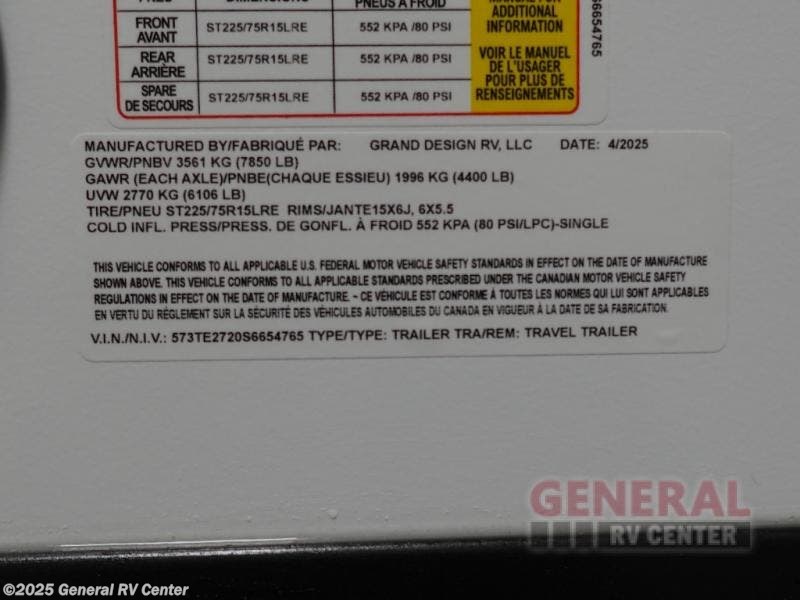 PNEUS À FROID
ADDITIONAL
INFORMATION
FRONT
AVANT
ST225/75R15LRE
552 KPA /80 PSI
REAR
ARRIÈRE
ST225/75R15LRE
552 KPA /80 PSI
SPARE
DE SECOURS
ST225/75R15LRE
552 KPA /80 PSI
VOIR LE MANUEL
DE L'USAGER
POUR PLUS DE
RENSEIGNEMENTS
S6654765
MANUFACTURED BY/FABRIQUÉ PAR: GRAND DESIGN RV, LLC DATE: 4/2025
GVWR/PNBV 3561 KG (7850 LB)
GAWR (EACH AXLE)/PNBE(CHAQUE ESSIEU) 1996 KG (4400 LB)
UVW 2770 KG (6106 LB)
TIRE/PNEU ST225/75R15LRE RIMS/JANTE15X6J, 6X5.5
COLD INFL. PRESS/PRESS. DE GONFL. À FROID 552 KPA (80 PSI/LPC)-SINGLE
THIS VEHICLE CONFORMS TO ALL APPLICABLE U.S. FEDERAL MOTOR VEHICLE SAFETY STANDARDS IN EFFECT ON THE DATE OF MANUFACTURE
SHOWN ABOVE. THIS VEHICLE CONFORMS TO ALL APPLICABLE STANDARDS PRESCRIBED UNDER THE CANADIAN MOTOR VEHICLE SAFETY
REGULATIONS IN EFFECT ON THE DATE OF MANUFACTURE. - CE VÉHICULE EST CONFORME À TOUTES LES NORMES QUI LUI SONT APPLICABLES
EN VERTU DU RÈGLEMENT SUR LA SÉCURITÉ DES VÉHICULES AUTOMOBILES DU CANADA EN VIGUEUR À LA DATE DE SA FABRICATION.
V.I.N./N.I.V.: 573TE2720S6654765 TYPE/TYPE: TRAILER TRA/REM: TRAVEL TRAILER
GENERAL
RV CENTER
©2025 General RV Center